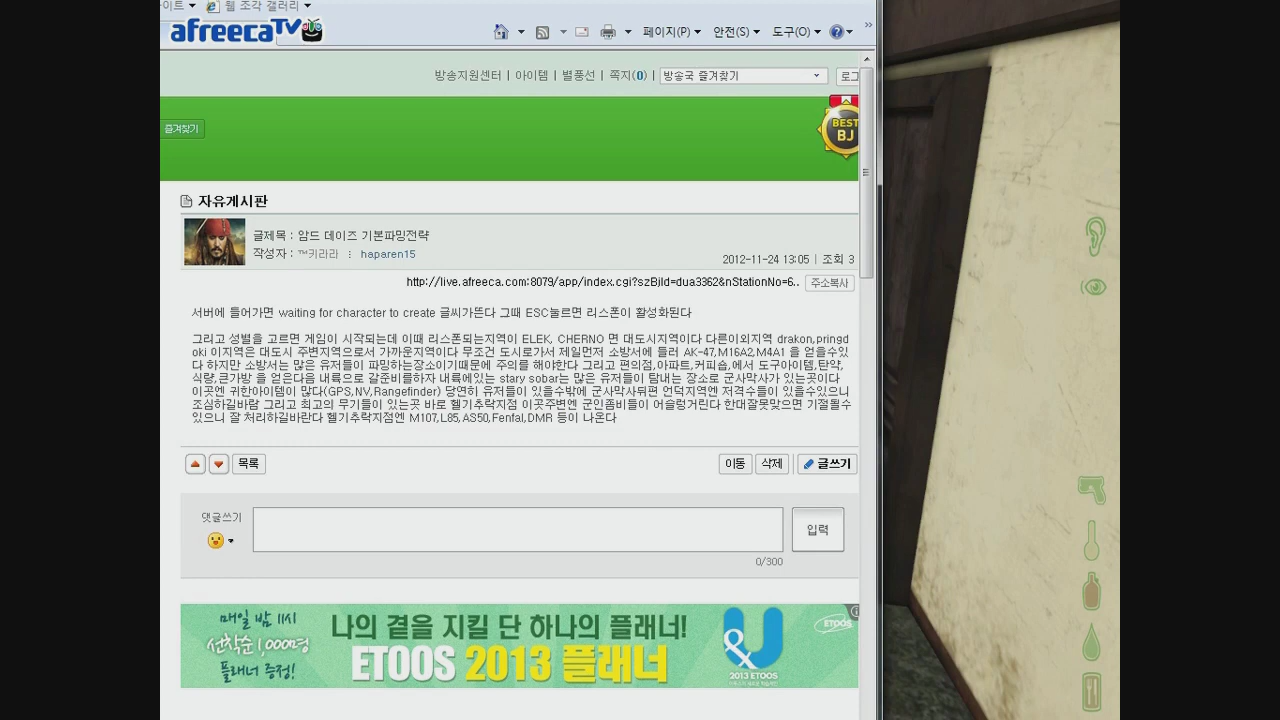 이트
웹 조각 갤러리
afreecaTV
페이지(P)
안전(S)
도구(O)
»
방송지원센터 | 아이템 | 별풍선 | 쪽지(0) |
방송국 즐겨찾기
로그
즐겨찾기
BEST
BJ
자유게시판
글제목 : 암드 데이즈 기본파밍전략
작성자 : ™키라라 : haparen15
2012-11-24 13:05 | 조회 3
http://live.afreeca.com:8079/app/index.cgi?szBjId=dua3362&nStationNo=6..
주소복사
서버에 들어가면 waiting for character to create 글씨가뜬다 그때 ESC눌르면 리스폰이 활성화된다
그리고 성별을 고르면 게임이 시작되는데 이때 리스폰되는지역이 ELEK, CHERNO 면 대도시지역이다 다른이외지역 drakon,pringd
oki 이지역은 대도시 주변지역으로서 가까운지역이다 무조건 도시로가서 제일먼저 소방서에 들러 AK-47,M16A2,M4A1 을 얻을수있
다 하지만 소방서는 많은 유저들이 파밍하는장소이기때문에 주의를 해야한다 그리고 편의점,아파트,커피숍,에서 도구아이템,탄약,
식량,큰가방 을 얻은다음 내륙으로 갈준비를하자 내륙에있는 stary sobar는 많은 유저들이 탐내는 장소로 군사막사가 있는곳이다
이곳엔 귀한아이템이 많다(GPS,NV,Rangefinder) 당연히 유저들이 있을수밖에 군사막사뒤편 언덕지역엔 저격수들이 있을수있으니
조심하길바람 그리고 최고의 무기들이 있는곳 바로 헬기추락지점 이곳주변엔 군인좀비들이 어슬렁거린다 한대잘못맞으면 기절될수
있으니 잘 처리하길바란다 헬기추락지점엔 M107,L85,AS50,Fenfal,DMR 등이 나온다
목록
이동
삭제
글쓰기
댓글쓰기
입력
0/300
매일 밤 11시
선착순 1,000명
플래너 증정!
나의 곁을 지킬 단 하나의 플래너!
ETOOS 2013 플래너
&U
2013 ETOOS
ETOOS